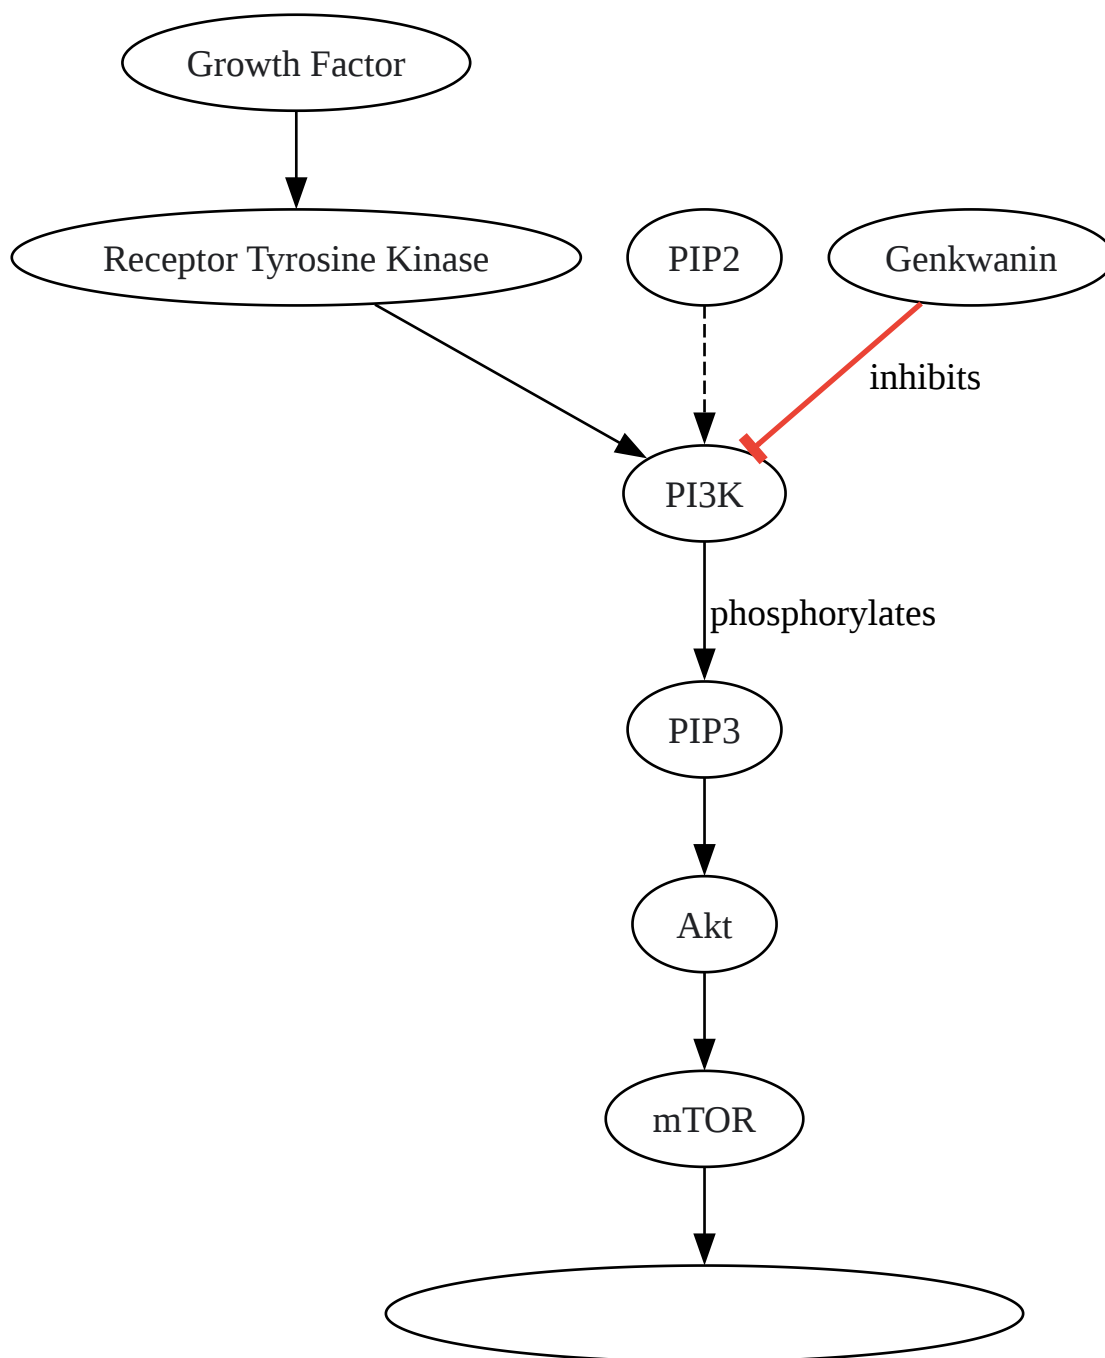 Growth Factor
Receptor Tyrosine Kinase
PIP2
Genkwanin
inhibits
PI3K
phosphorylates
PIP3
Akt
mTOR